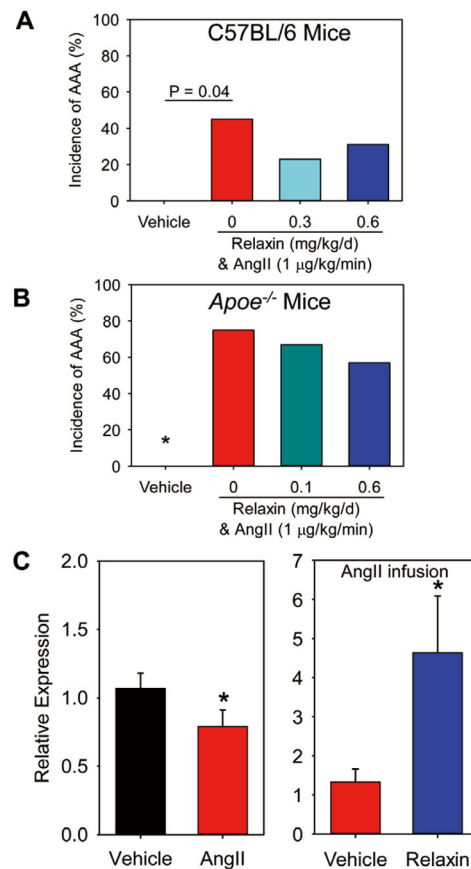 A
C57BL/6 Mice
Incidence of AAA (%)
100
80
60
40
20
0
P = 0.04
Vehicle 0 0.3 0.6
Relaxin (mg/kg/d)
& AngII (1 μg/kg/min)
B
Apoe-/- Mice
Incidence of AAA (%)
100
80
60
40
20
0
*
Vehicle 0 0.1 0.6
Relaxin (mg/kg/d)
& AngII (1 μg/kg/min)
C
Relative Expression
2.0
1.5
1.0
0.5
0.0
*
Vehicle AngII
7
6
5
4
3
2
1
0
AngII infusion
*
Vehicle Relaxin